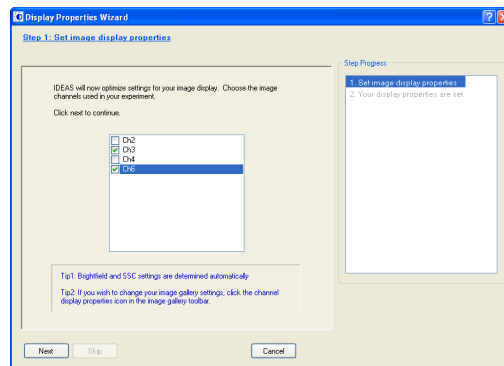 Display Properties Wizard
Step 1: Set image display properties
IDEAS will now optimize settings for your image display. Choose the image
channels used in your experiment.
Click next to continue.
Ch2
Ch3
Ch4
Ch6
Tip1: Brightfield and SSC settings are determined automatically
Tip2: If you wish to change your image gallery settings, click the channel
display properties icon in the image gallery toolbar.
Next
Skip
Cancel
Step Progress
1. Set image display properties
2. Your display properties are set